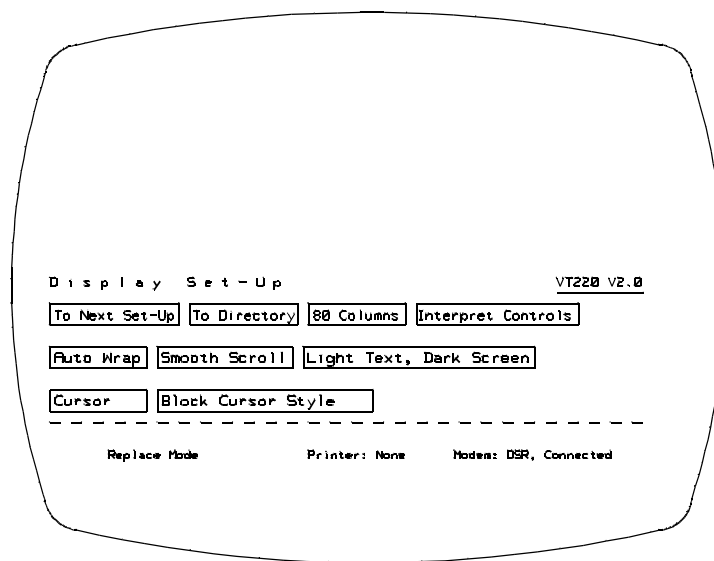 Display Set-Up VT220 V2.0
To Next Set-Up To Directory 80 Columns Interpret Controls
Auto Wrap Smooth Scroll Light Text, Dark Screen
Cursor Block Cursor Style
Replace Mode Printer: None Modem: DSR, Connected